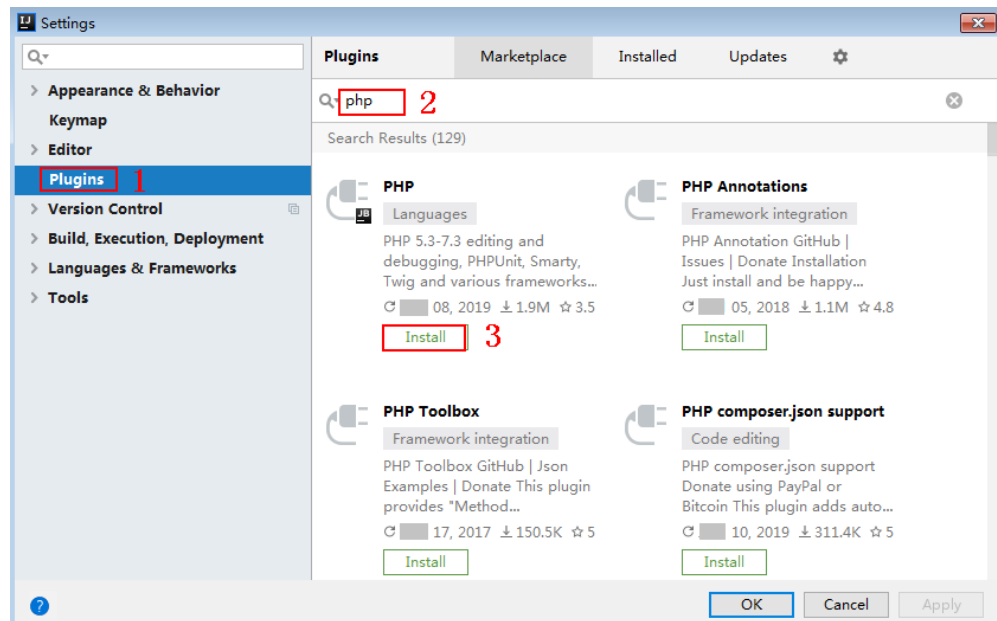 Settings
Appearance & Behavior
Keymap
Editor
Plugins 1
Version Control
Build, Execution, Deployment
Languages & Frameworks
Tools
Plugins Marketplace Installed Updates
php 2
Search Results (129)
PHP
Languages
PHP 5.3-7.3 editing and
debugging, PHPUnit, Smarty,
Twig and various frameworks...
08, 2019 1.9M 3.5
Install 3
PHP Annotations
Framework integration
PHP Annotation GitHub |
Issues | Donate Installation
Just install and be happy...
05, 2018 1.1M 4.8
Install
PHP Toolbox
Framework integration
PHP Toolbox GitHub | Json
Examples | Donate This plugin
provides "Method...
17, 2017 150.5K 5
Install
PHP composer.json support
Code editing
PHP composer.json support
Donate using PayPal or
Bitcoin This plugin adds auto...
10, 2019 311.4K 5
Install
? OK Cancel Apply